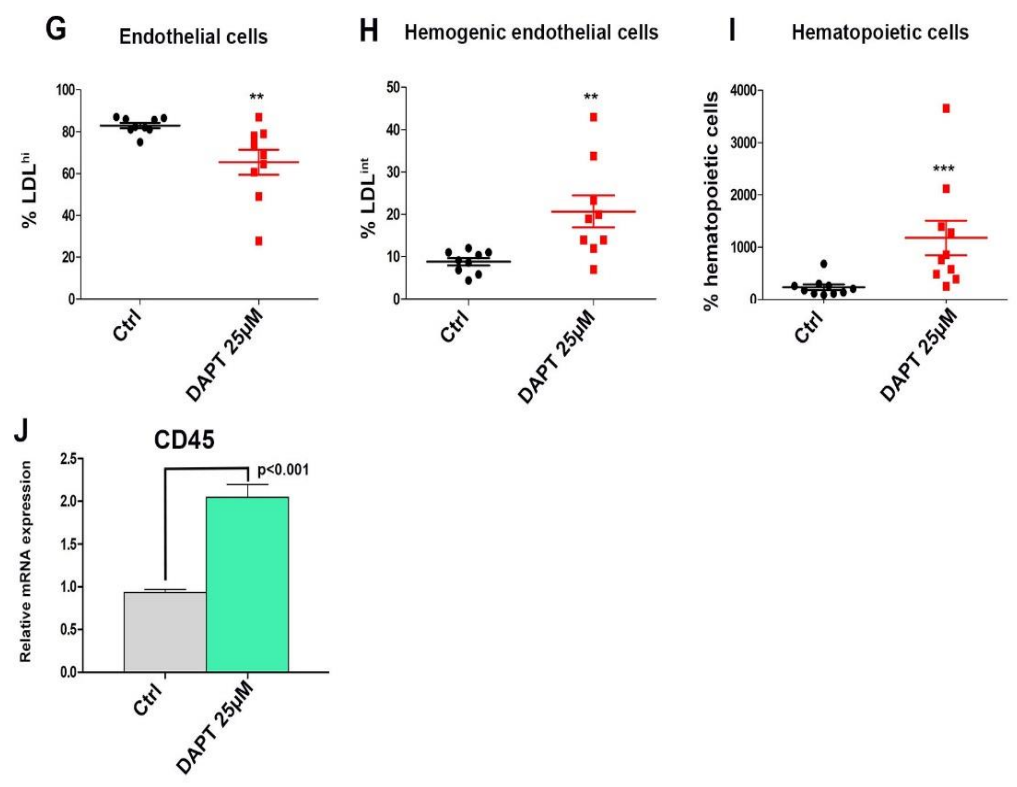 G Endothelial cells
% LDLhi
100
80
60
40
20
0
**
Ctrl
DAPT 25µM
H Hemogenic endothelial cells
% LDLint
50
40
30
20
10
0
**
Ctrl
DAPT 25µM
I Hematopoietic cells
% hematopoietic cells
4000
3000
2000
1000
0
***
Ctrl
DAPT 25µM
J CD45
Relative mRNA expression
2.5
2.0
1.5
1.0
0.5
0.0
p<0.001
Ctrl
DAPT 25µM